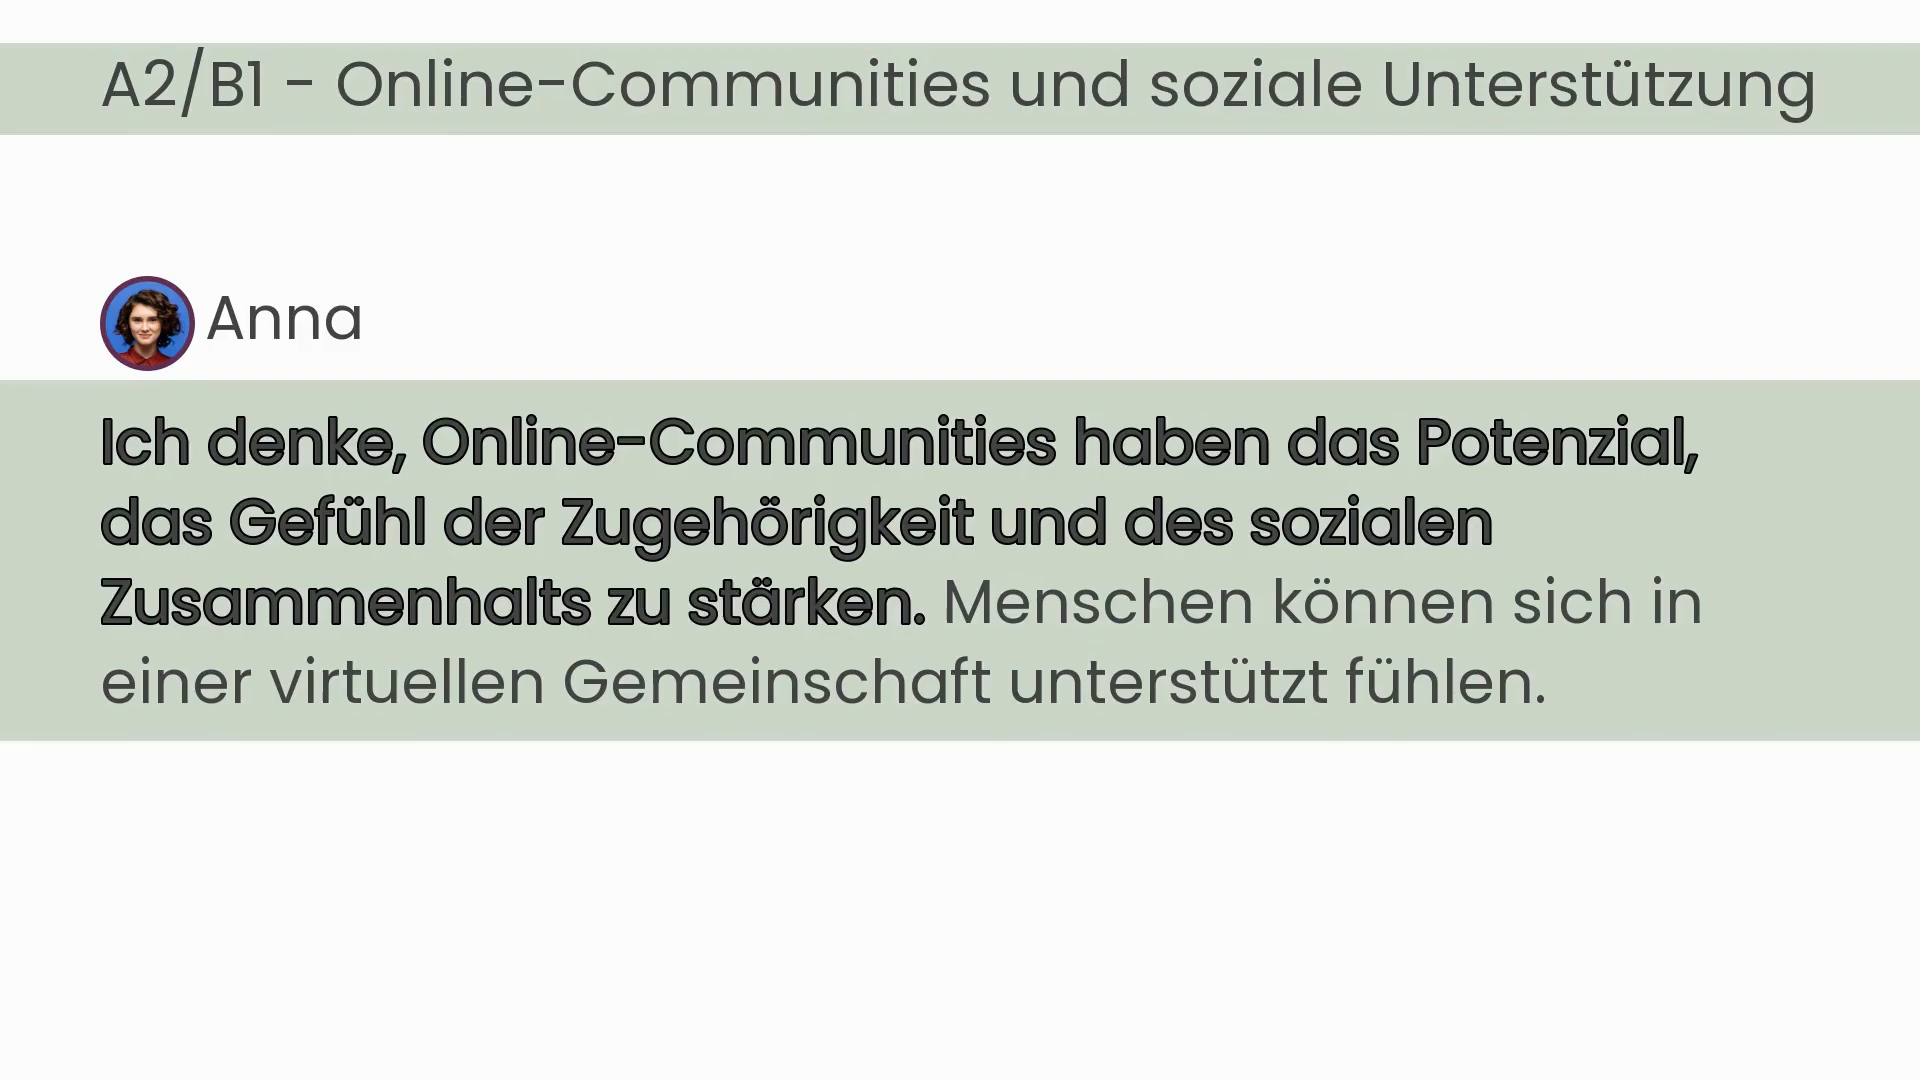 A2/B1 - Online-Communities und soziale Unterstützung
Anna
Ich denke, Online-Communities haben das Potenzial,
das Gefühl der Zugehörigkeit und des sozialen
Zusammenhalts zu stärken. Menschen können sich in
einer virtuellen Gemeinschaft unterstützt fühlen.